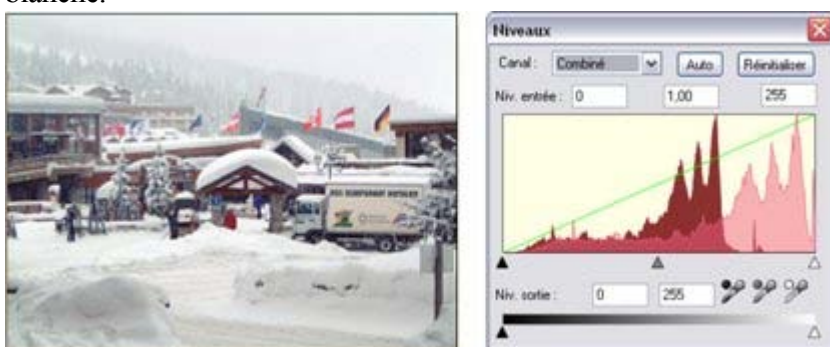 blanche.
Niveaux
Canal : Combiné Auto Réinitialiser
Niv. entrée : 0 1,00 255
Niv. sortie : 0 255